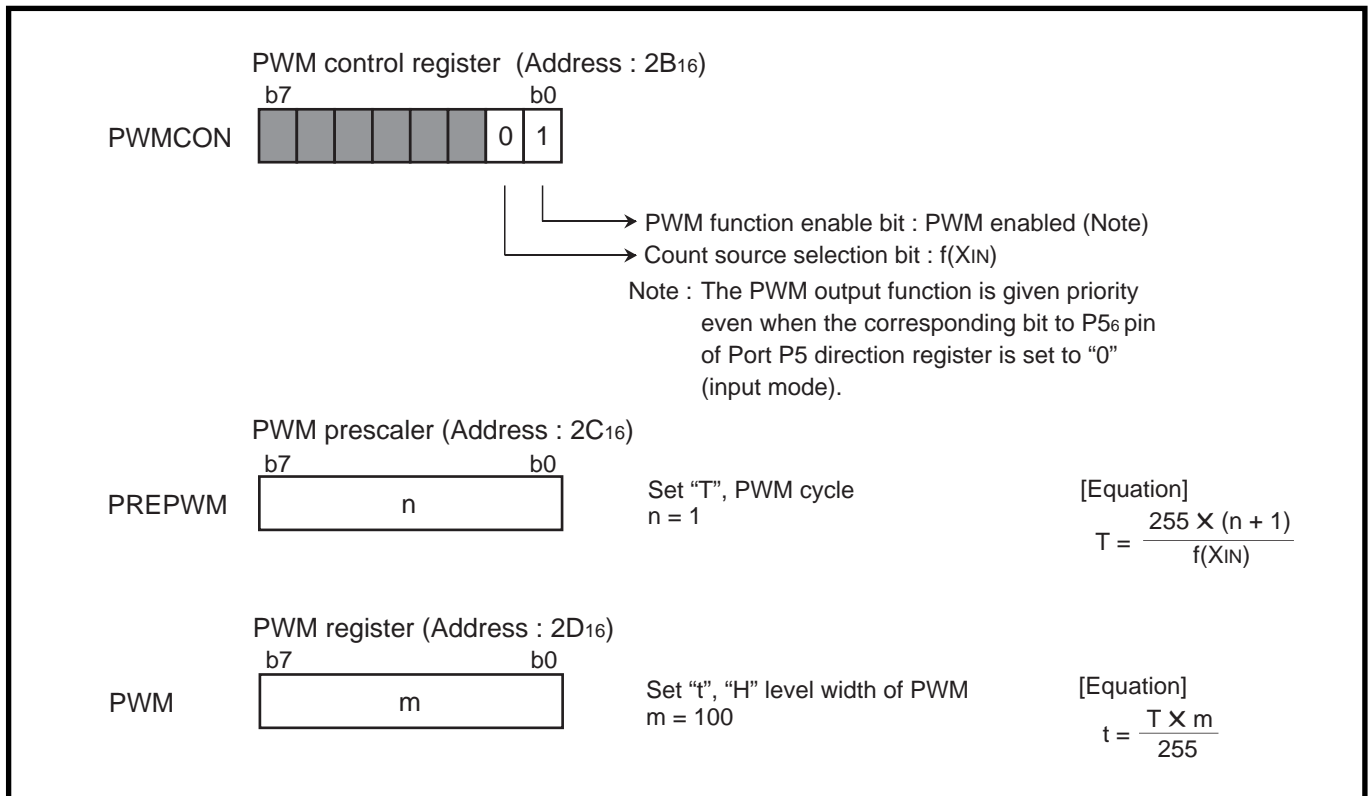 PWM control register (Address : 2B16)
b7 b0
PWMCON 0 1
PWM function enable bit : PWM enabled (Note)
Count source selection bit : f(XIN)
Note : The PWM output function is given priority
even when the corresponding bit to P56 pin
of Port P5 direction register is set to “0”
(input mode).
PWM prescaler (Address : 2C16)
b7 b0
PREPWM n
Set “T”, PWM cycle
n = 1
[Equation]
T = 255 X (n + 1)
f(XIN)
PWM register (Address : 2D16)
b7 b0
PWM m
Set “t”, “H” level width of PWM
m = 100
[Equation]
t = T X m
255